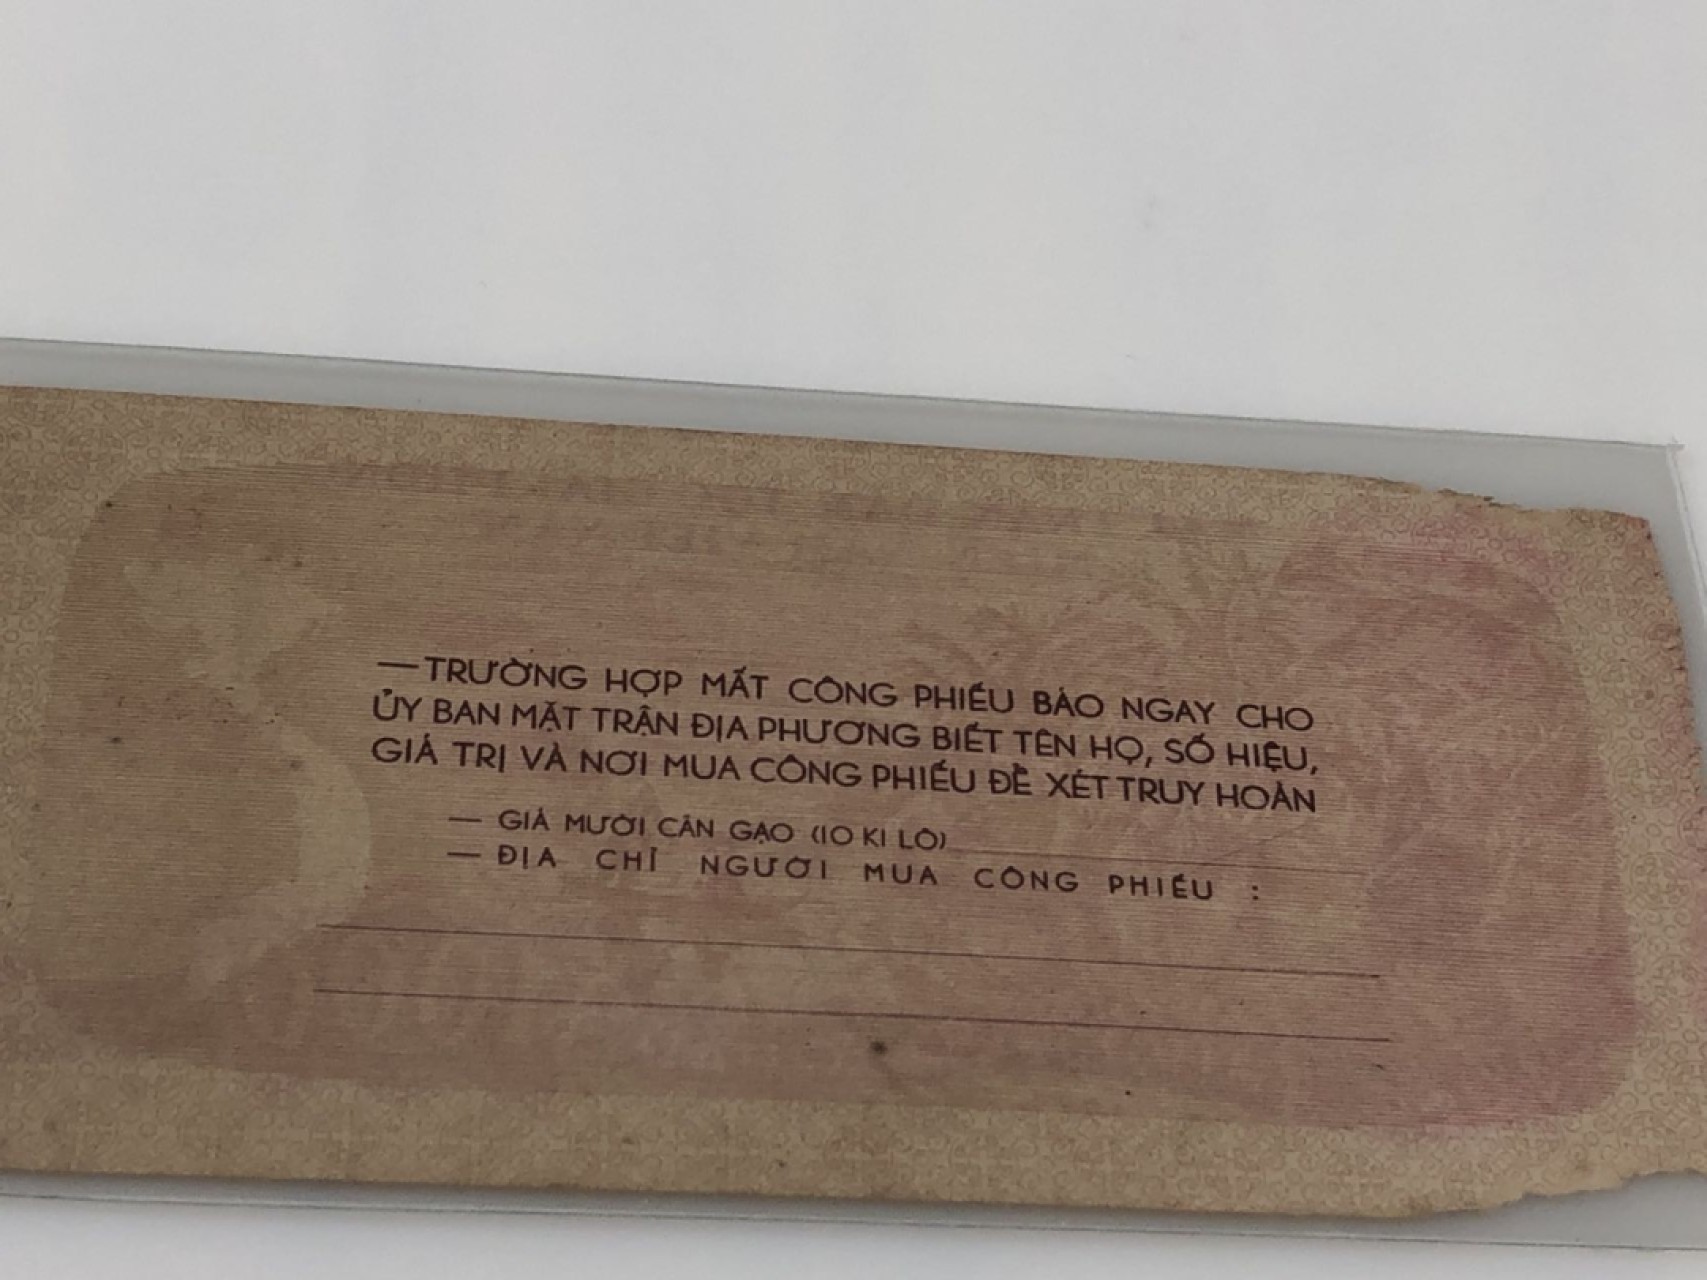 —TRƯỜNG HỢP MẤT CÔNG PHIẾU BÁO NGAY CHO
ỦY BAN MẶT TRẬN ĐỊA PHƯƠNG BIẾT TÊN HỌ, SỐ HIỆU,
GIÁ TRỊ VÀ NƠI MUA CÔNG PHIẾU ĐỀ XÉT TRUY HOÀN
— GIÁ MƯỜI CÂN GẠO (10 KI LÔ)
— ĐỊA CHỈ NGƯỜI MUA CÔNG PHIẾU :